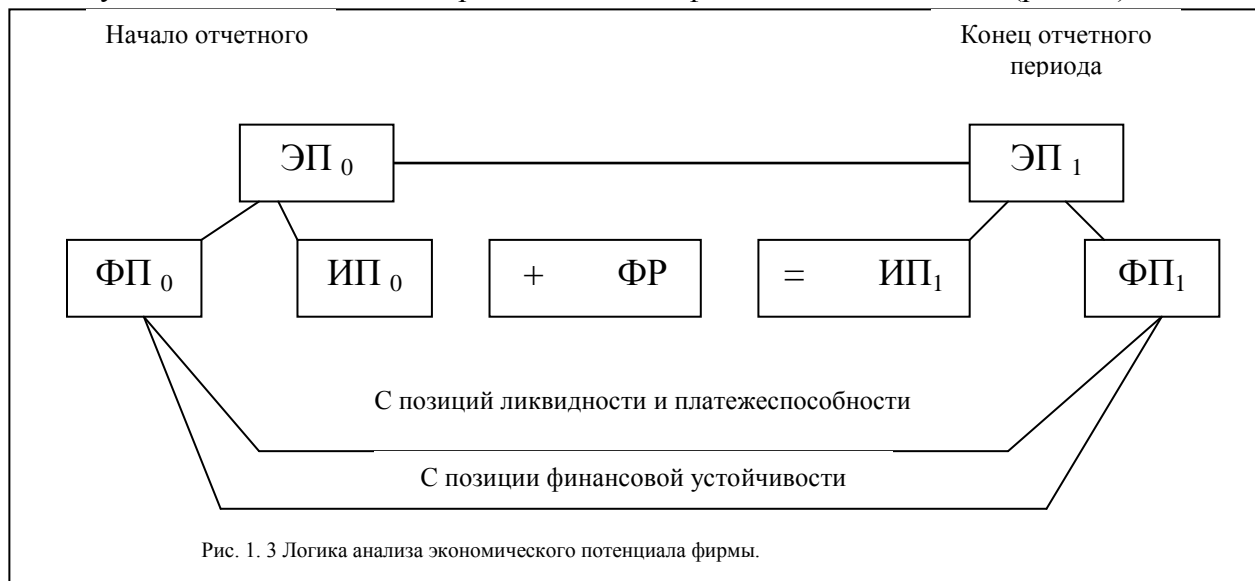 Начало отчетного
Конец отчетного
периода
ЭП 0
ЭП 1
ФП 0
ИП 0
+ ФР
= ИП1
ФП1
С позиций ликвидности и платежеспособности
С позиции финансовой устойчивости
Рис. 1. 3 Логика анализа экономического потенциала фирмы.